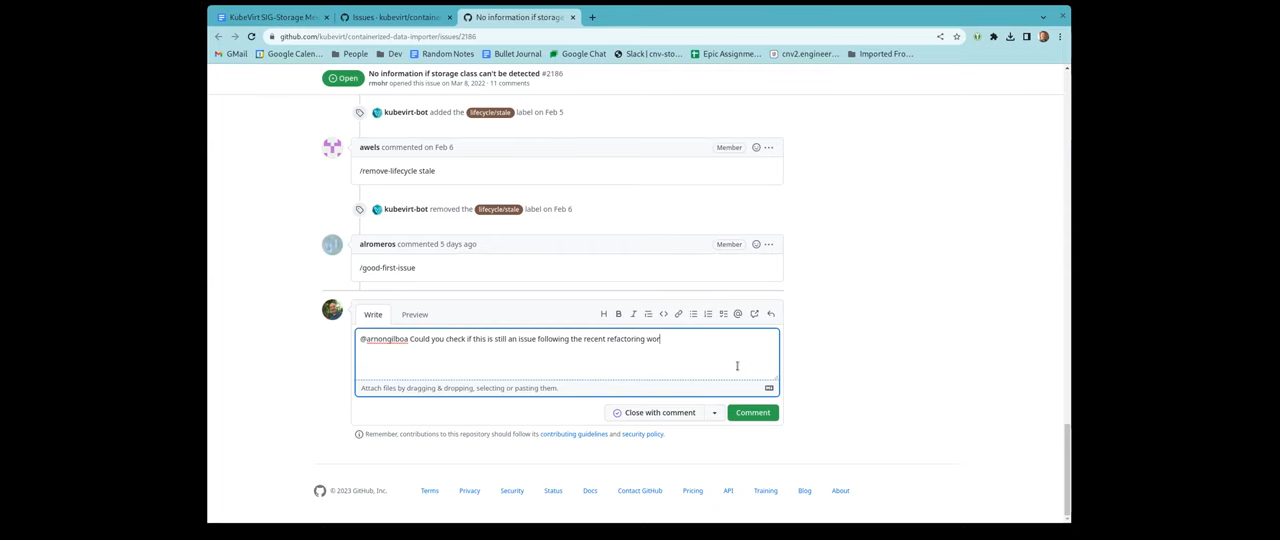 KubeVirt SIG-Storage Me
Issues · kubevirt/container
No information if storage
github.com/kubevirt/containerized-data-importer/issues/2186
GMail
Google Calen...
People
Dev
Random Notes
Bullet Journal
Google Chat
Slack | cnv-sto...
Epic Assignme...
cnv2.engineer...
Imported Fro...
Open
No information if storage class can't be detected #2186
rmohr opened this issue on Mar 8, 2022 · 11 comments
kubevirt-bot added the lifecycle/stale label on Feb 5
awels commented on Feb 6
Member
/remove-lifecycle stale
kubevirt-bot removed the lifecycle/stale label on Feb 6
alromeros commented 5 days ago
Member
/good-first-issue
Write
Preview
@arnongilboa Could you check if this is still an issue following the recent refactoring wor
Attach files by dragging & dropping, selecting or pasting them.
Close with comment
Comment
Remember, contributions to this repository should follow its contributing guidelines and security policy.
© 2023 GitHub, Inc.
Terms
Privacy
Security
Status
Docs
Contact GitHub
Pricing
API
Training
Blog
About